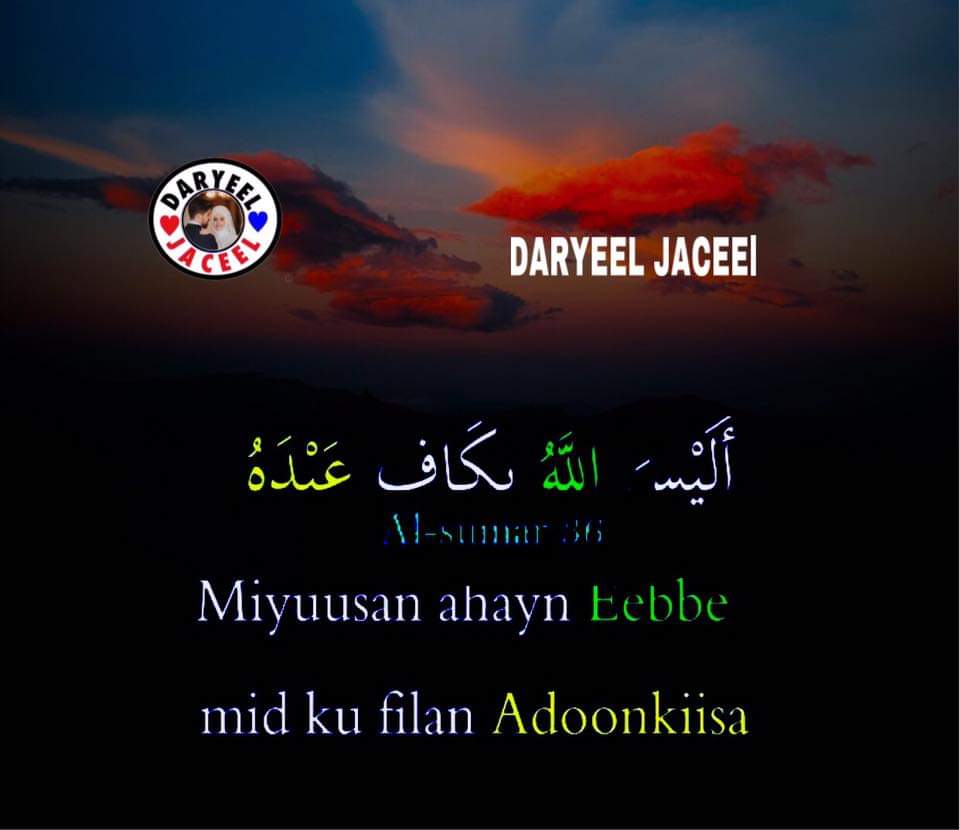 DARYEEL
JACEEL
DARYEEL JACEEl
أَلَيْسَ اللَّهُ بِكَافٍ عَبْدَهُ
Al-sumar 36
Miyuusan ahayn Eebbe
mid ku filan Adoonkiisa